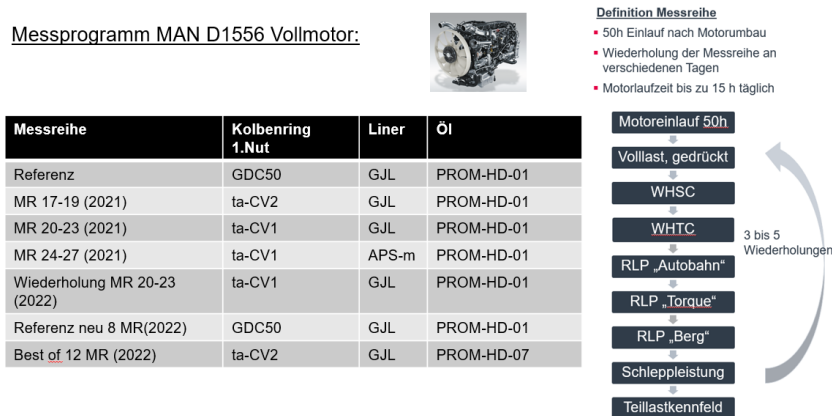 Messprogramm MAN D1556 Vollmotor:
Definition Messreihe
50h Einlauf nach Motorumbau
Wiederholung der Messreihe an
verschiedenen Tagen
Motorlaufzeit bis zu 15 h täglich
Messreihe Kolbenring Liner Öl
1.Nut
Referenz GDC50 GJL PROM-HD-01
MR 17-19 (2021) ta-CV2 GJL PROM-HD-01
MR 20-23 (2021) ta-CV1 GJL PROM-HD-01
MR 24-27 (2021) ta-CV1 APS-m PROM-HD-01
Wiederholung MR 20-23 ta-CV1 GJL PROM-HD-01
(2022)
Referenz neu 8 MR(2022) GDC50 GJL PROM-HD-01
Best of 12 MR (2022) ta-CV2 GJL PROM-HD-07
Motoreinlauf 50h
Volllast, gedrückt
WHSC
WHTC
RLP „Autobahn“
RLP „Torque“
RLP „Berg“
Schleppleistung
Teillastkennfeld
3 bis 5
Wiederholungen